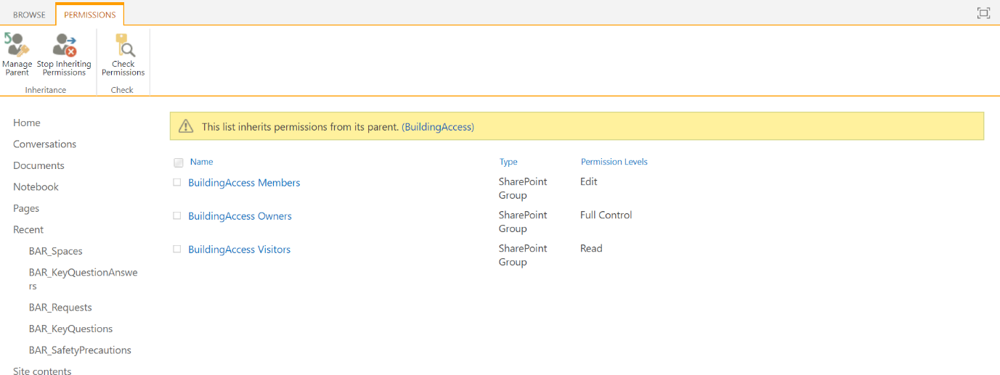 BROWSE
PERMISSIONS
Manage
Parent
Stop Inheriting
Permissions
Check
Permissions
Inheritance
Check
Home
Conversations
Documents
Notebook
Pages
Recent
BAR_Spaces
BAR_KeyQuestionAnswe
rs
BAR_Requests
BAR_KeyQuestions
BAR_SafetyPrecautions
Site contents
This list inherits permissions from its parent. (BuildingAccess)
Name Type Permission Levels
BuildingAccess Members SharePoint Edit
Group
BuildingAccess Owners SharePoint Full Control
Group
BuildingAccess Visitors SharePoint Read
Group